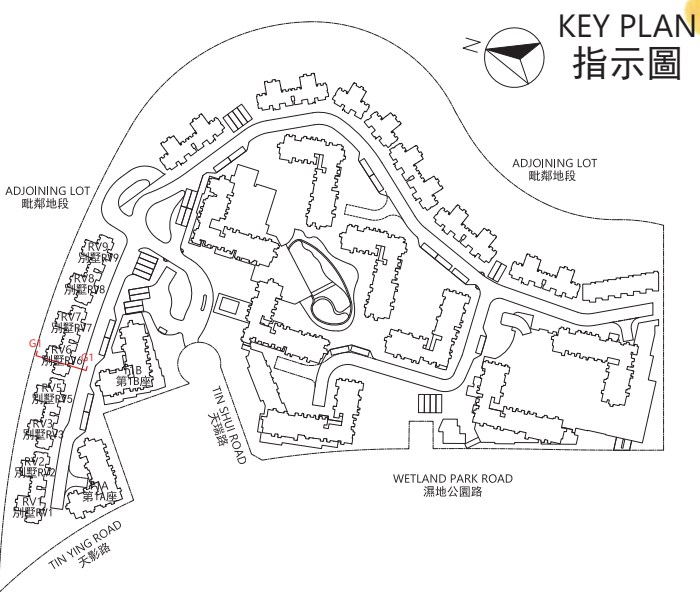 KEY PLAN
指示圖
N
ADJOINING LOT
毗鄰地段
ADJOINING LOT
毗鄰地段
RV9
別墅RV9
RV8
別墅RV8
RV7
別墅RV7
G1
RV6
別墅RV6
G1
RV5
別墅RV5
RV3
別墅RV3
RV2
別墅RV2
RV1
別墅RV1
T1B
第1B座
T1A
第1A座
TIN SHUI ROAD
天瑞路
WETLAND PARK ROAD
濕地公園路
TIN YING ROAD
天影路